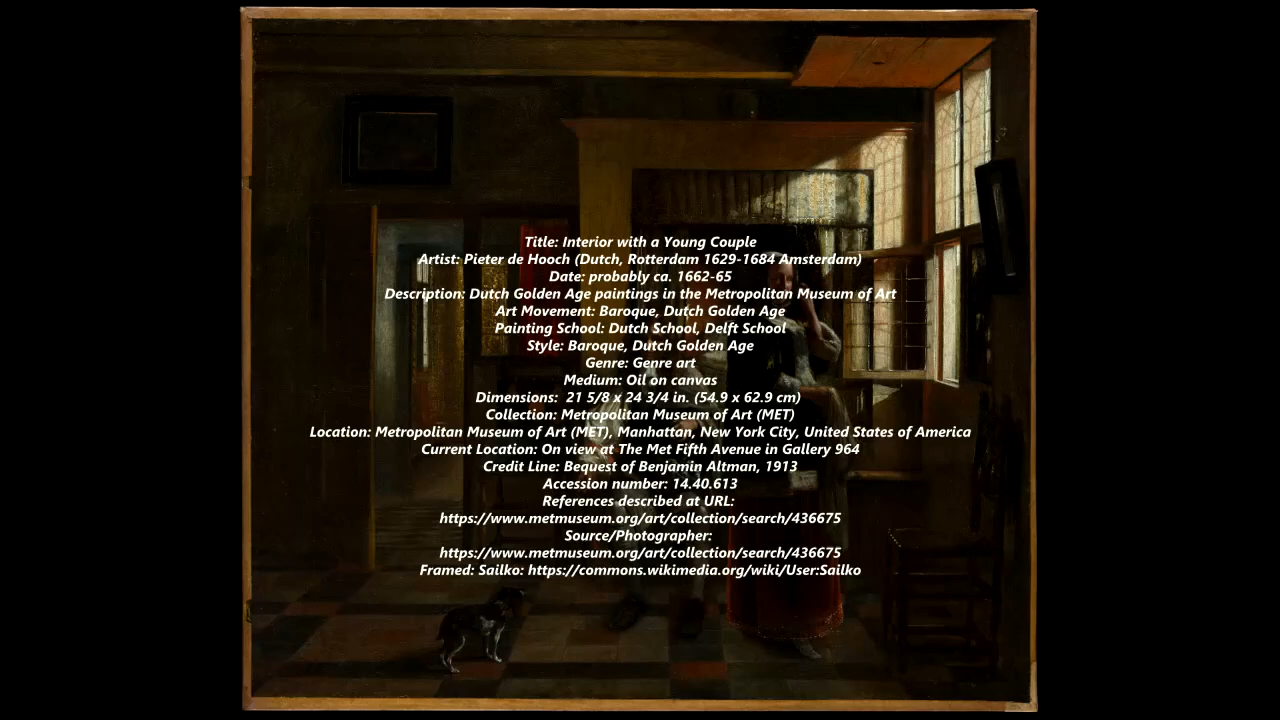 Title: Interior with a Young Couple
Artist: Pieter de Hooch (Dutch, Rotterdam 1629-1684 Amsterdam)
Date: probably ca. 1662-65
Description: Dutch Golden Age paintings in the Metropolitan Museum of Art
Art Movement: Baroque, Dutch Golden Age
Painting School: Dutch School, Delft School
Style: Baroque, Dutch Golden Age
Genre: Genre art
Medium: Oil on canvas
Dimensions:  21 5/8 x 24 3/4 in. (54.9 x 62.9 cm)
Collection: Metropolitan Museum of Art (MET)
Location: Metropolitan Museum of Art (MET), Manhattan, New York City, United States of America
Current Location: On view at The Met Fifth Avenue in Gallery 964
Credit Line: Bequest of Benjamin Altman, 1913
Accession number: 14.40.613
References described at URL:
https://www.metmuseum.org/art/collection/search/436675
Source/Photographer:
https://www.metmuseum.org/art/collection/search/436675
Framed: Sailko: https://commons.wikimedia.org/wiki/User:Sailko